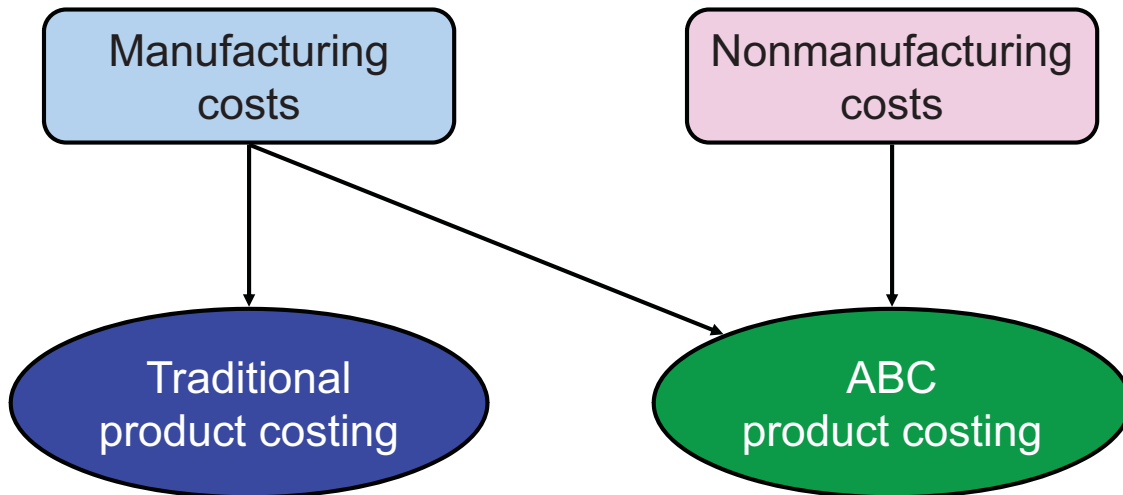 Manufacturing
costs
Nonmanufacturing
costs
Traditional
product costing
ABC
product costing